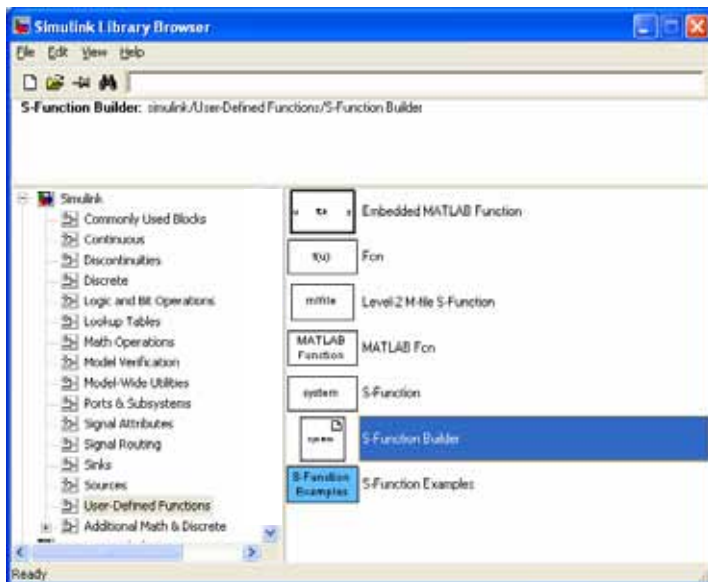 Simulink Library Browser
File Edit View Help
S-Function Builder: simulink/User-Defined Functions/S-Function Builder
Simulink
Commonly Used Blocks
Continuous
Discontinuities
Discrete
Logic and Bit Operations
Lookup Tables
Math Operations
Model Verification
Model-Wide Utilities
Ports & Subsystems
Signal Attributes
Signal Routing
Sinks
Sources
User-Defined Functions
Additional Math & Discrete
Embedded MATLAB Function
f(u) Fcn
mlfile Level-2 M-file S-Function
MATLAB Function MATLAB Fcn
system S-Function
system S-Function Builder
S-Function Examples S-Function Examples
Ready